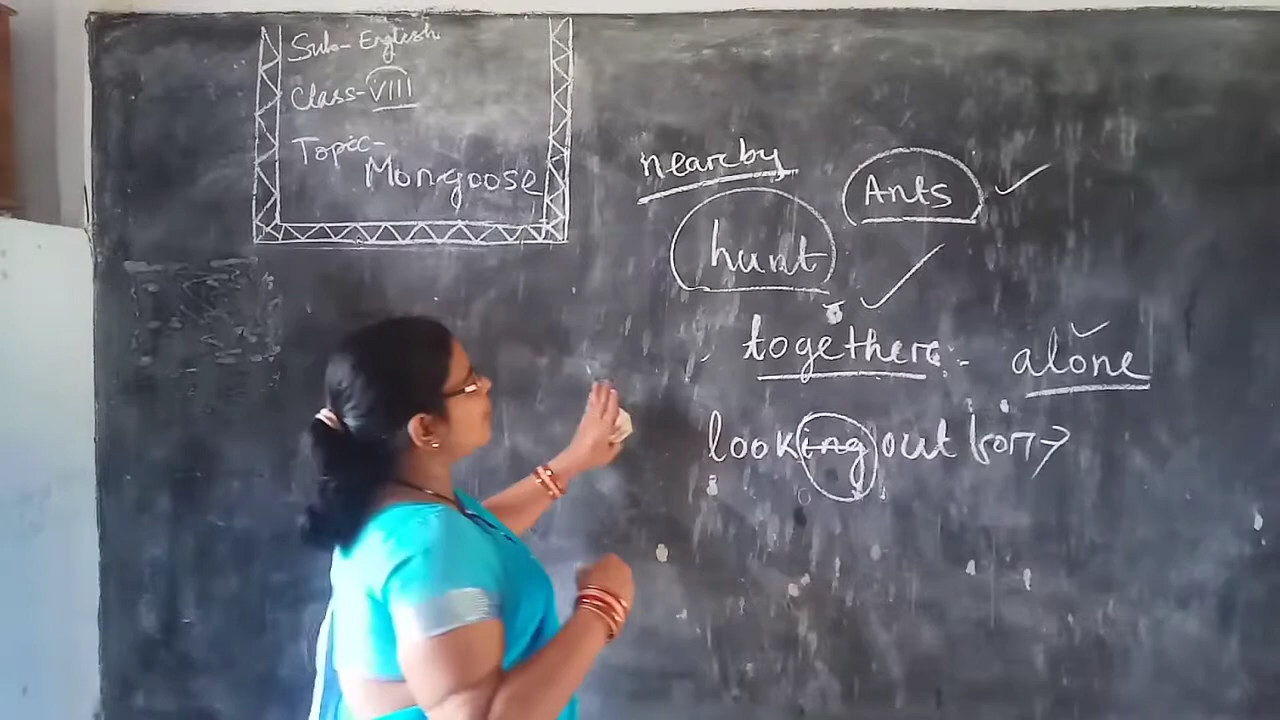 Sub- English
Class-VIII
Topic-
Mongoose
nearby
Ants
hunt
together:- alone
looking out for →